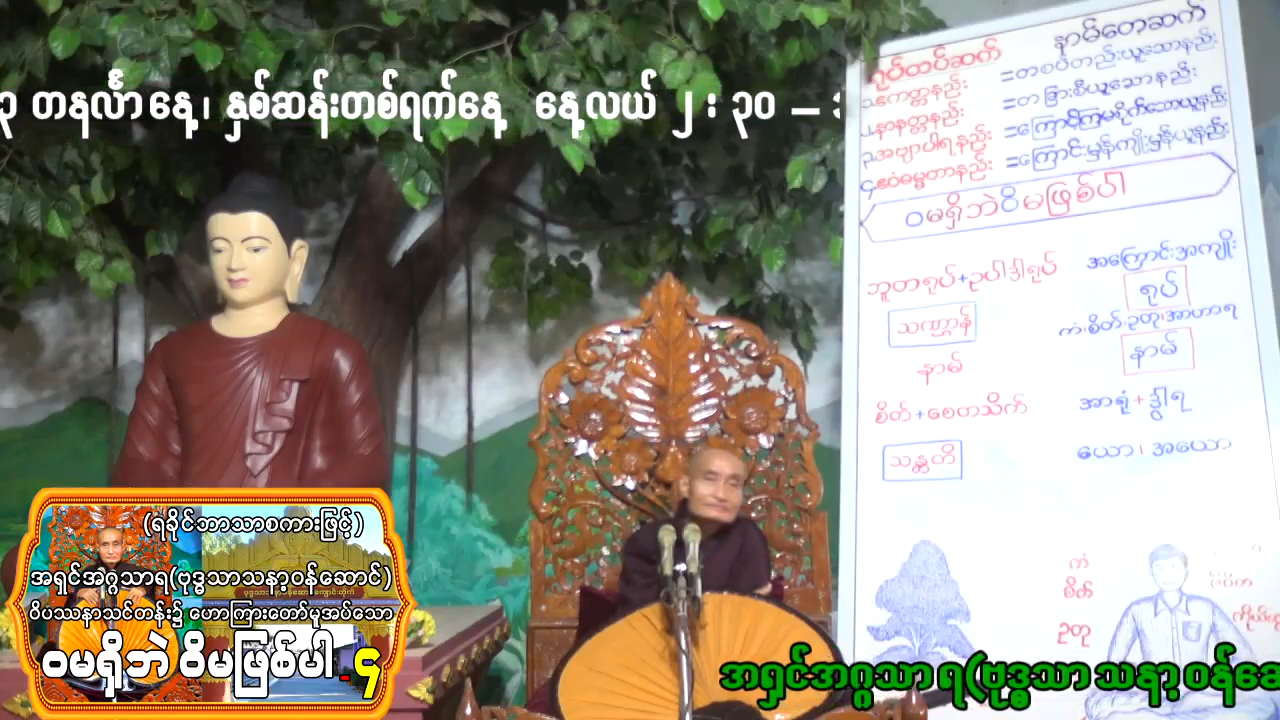 ၃ တနင်္လာ နေ့ ၊ နှစ်ဆန်းတစ်ရက်နေ့ နေ့လယ် ၂ : ၃၀ –
ရုပ်ထပ်ဆက် နာမ်တေဆက်
၁.ဧကတ္တနည်း =တစပ်တည်းယူသောနည်း
၂.နာနတ္တနည်း =တခြားစီယူသောနည်း
၃.အဗျာပါရနည်း =ကြောင့်ကြမစိုက်သောယူနည်း
၄.ဧဝံဓမ္မတာနည်း =ကြောင်းမှန်ကျိုးမှန်ယူနည်း
ဝမရှိဘဲဝိမဖြစ်ပါ
ဘူတရုပ်+ဥပါဒါရုပ် အကြောင်းအကျိုး
ရုပ်
သဏ္ဌာန် ကံ၊စိတ်၊ဥတု၊အာဟာရ
နာမ် နာမ်
စိတ်+စေတသိက် အာရုံ+ဒွါရ
သန္တတိ ယော၊အယော
ကံ
စိတ်
ဥတု
(ရခိုင်ဘာသာစကားဖြင့်)
အရှင်အဂ္ဂသာရ(ဗုဒ္ဓသာသနာ့ဝန်ဆောင်)
ဝိပဿနာသင်တန်း၌ ဟောကြားတော်မူအပ်သော
ဝမရှိဘဲ ဝိမဖြစ်ပါ - ၄
အရှင်အဂ္ဂသာ ရ(ဗုဒ္ဓသာ သနာ့ ဝန်ဆေ